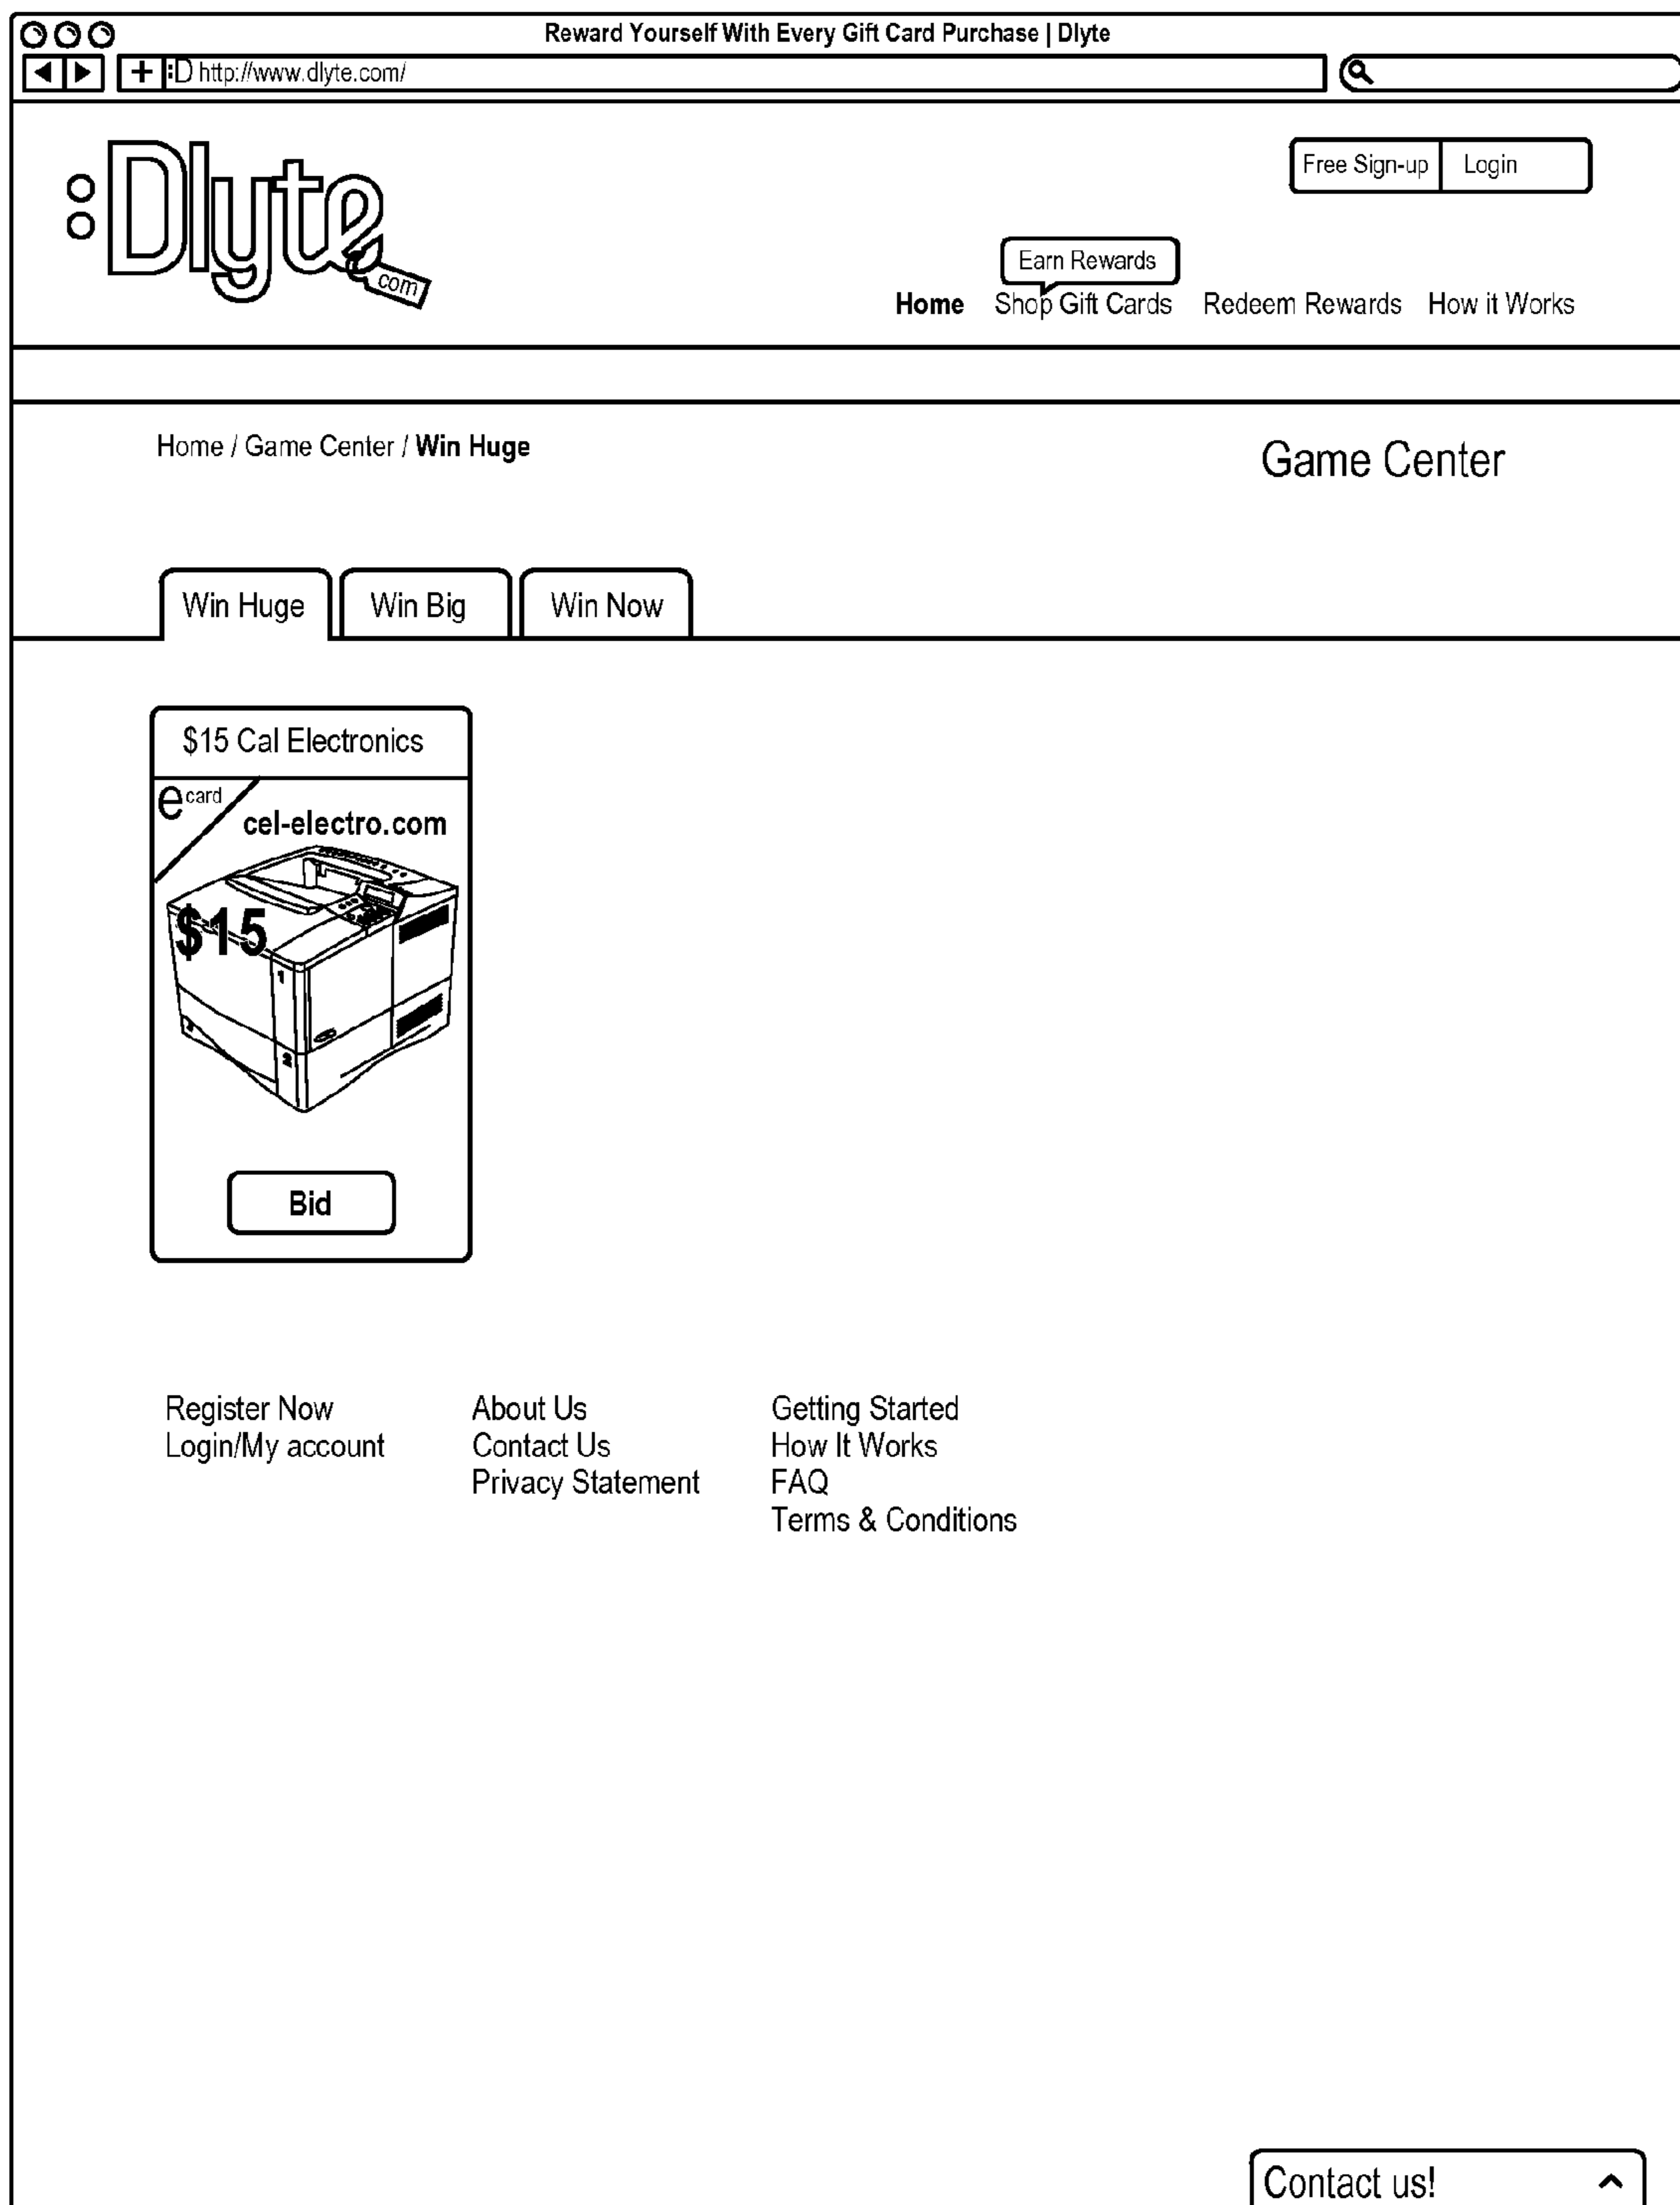 Reward Yourself With Every Gift Card Purchase | Dlyte
:D http://www.dlyte.com/
:Dlyte
com
Free Sign-up Login
Earn Rewards
Home Shop Gift Cards Redeem Rewards How it Works
Home / Game Center / Win Huge
Game Center
Win Huge Win Big Win Now
$15 Cal Electronics
e card
cel-electro.com
$15
1
2
Bid
Register Now
Login/My account
About Us
Contact Us
Privacy Statement
Getting Started
How It Works
FAQ
Terms & Conditions
Contact us!